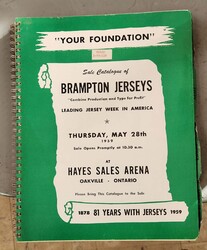 "YOUR FOUNDATION"
Sale Catalogue of
BRAMPTON JERSEYS
"Combine Production and Type for Profit"
LEADING JERSEY WEEK IN AMERICA
THURSDAY, MAY 28th
1959
Sale Opens Promptly at 10.30 a.m.
AT
HAYES SALES ARENA
OAKVILLE - ONTARIO
Please Bring This Catalogue to the Sale
1878 81 YEARS WITH JERSEYS 1959